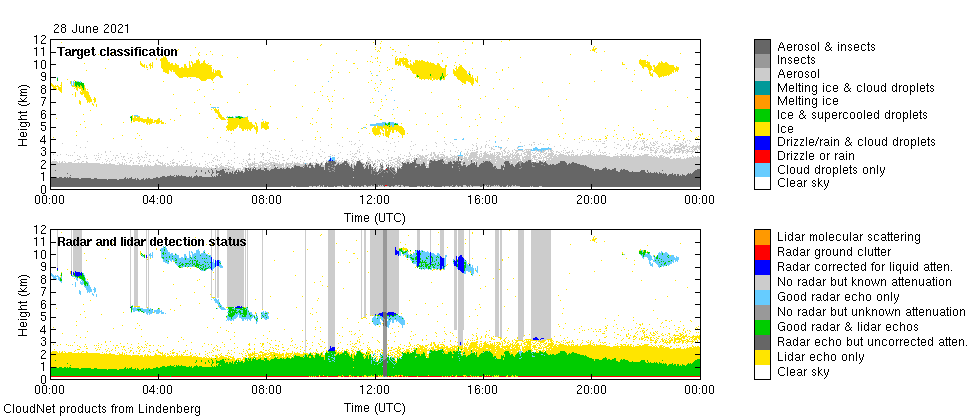 28 June 2021
Target classification
12
11
10
9
8
7
6
5
4
3
2
1
0
Height (km)
00:00 04:00 08:00 12:00 16:00 20:00 00:00
Time (UTC)
Aerosol & insects
Insects
Aerosol
Melting ice & cloud droplets
Melting ice
Ice & supercooled droplets
Ice
Drizzle/rain & cloud droplets
Drizzle or rain
Cloud droplets only
Clear sky
Radar and lidar detection status
12
11
10
9
8
7
6
5
4
3
2
1
0
Height (km)
00:00 04:00 08:00 12:00 16:00 20:00 00:00
Time (UTC)
Lidar molecular scattering
Radar ground clutter
Radar corrected for liquid atten.
No radar but known attenuation
Good radar echo only
No radar but unknown attenuation
Good radar & lidar echos
Radar echo but uncorrected atten.
Lidar echo only
Clear sky
CloudNet products from Lindenberg